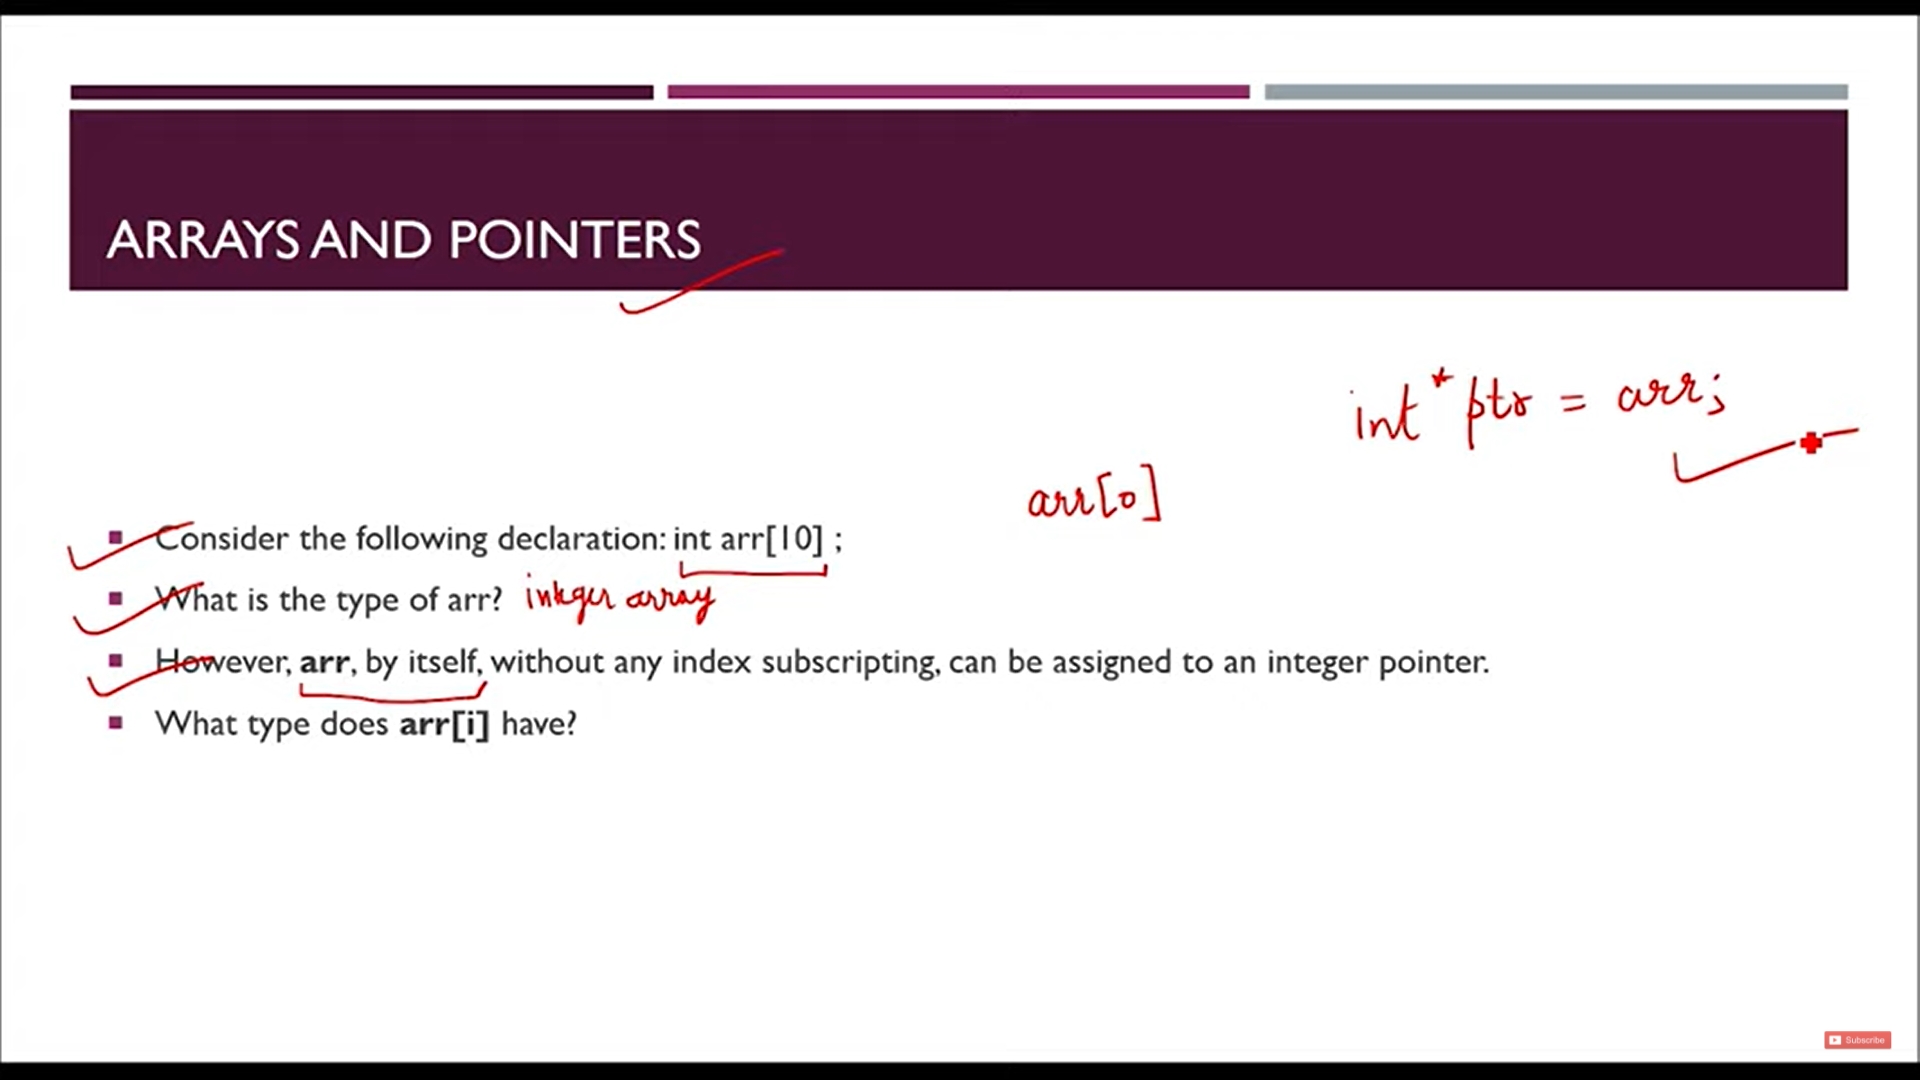 ARRAYS AND POINTERS
int* ptr = arr;
arr[0]
Consider the following declaration: int arr[10] ;
What is the type of arr? integer array
However, arr, by itself, without any index subscripting, can be assigned to an integer pointer.
What type does arr[i] have?
Subscribe